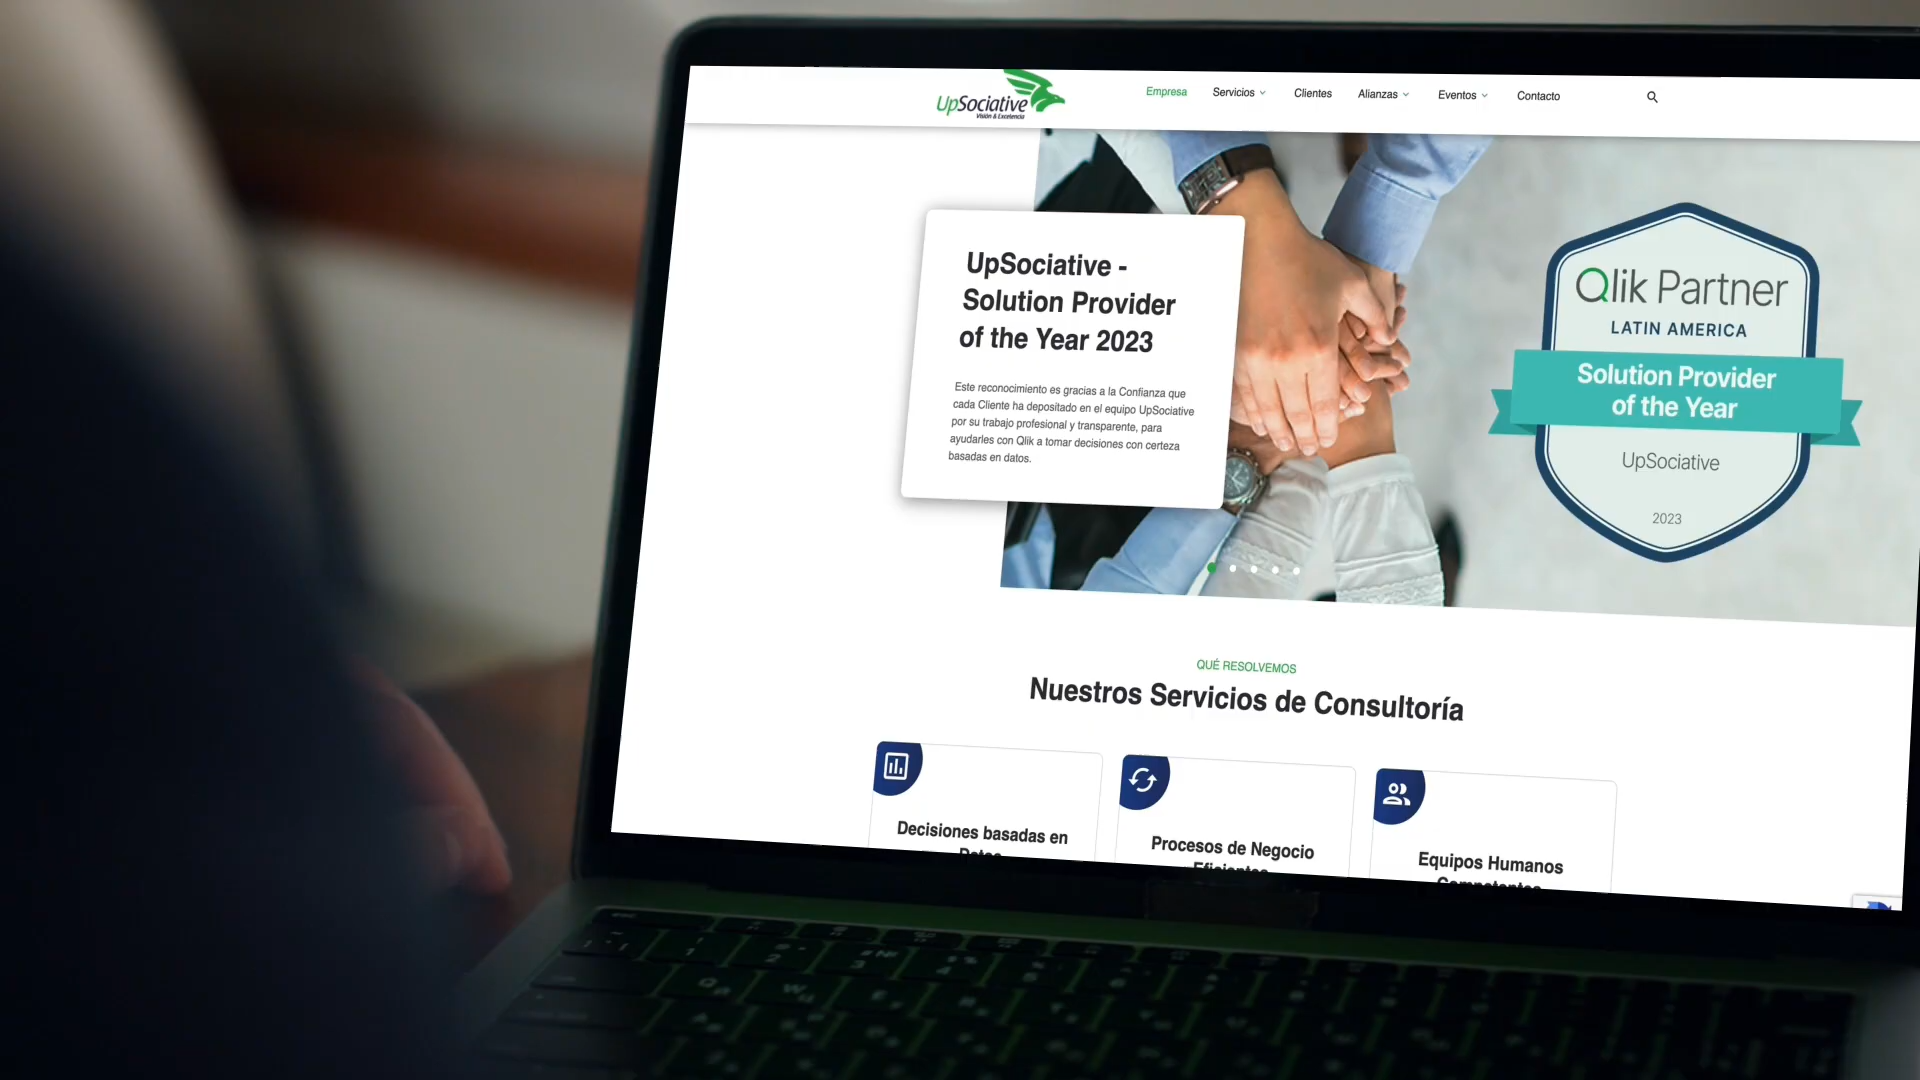 UpSociative
Visión & Excelencia
Empresa
Servicios
Clientes
Alianzas
Eventos
Contacto
UpSociative -
Solution Provider
of the Year 2023
Este reconocimiento es gracias a la Confianza que
cada Cliente ha depositado en el equipo UpSociative
por su trabajo profesional y transparente, para
ayudarles con Qlik a tomar decisiones con certeza
basadas en datos.
Qlik Partner
LATIN AMERICA
Solution Provider
of the Year
UpSociative
2023
QUÉ RESOLVEMOS
Nuestros Servicios de Consultoría
Decisiones basadas en
Datos
Procesos de Negocio
Eficientes
Equipos Humanos
Competentes